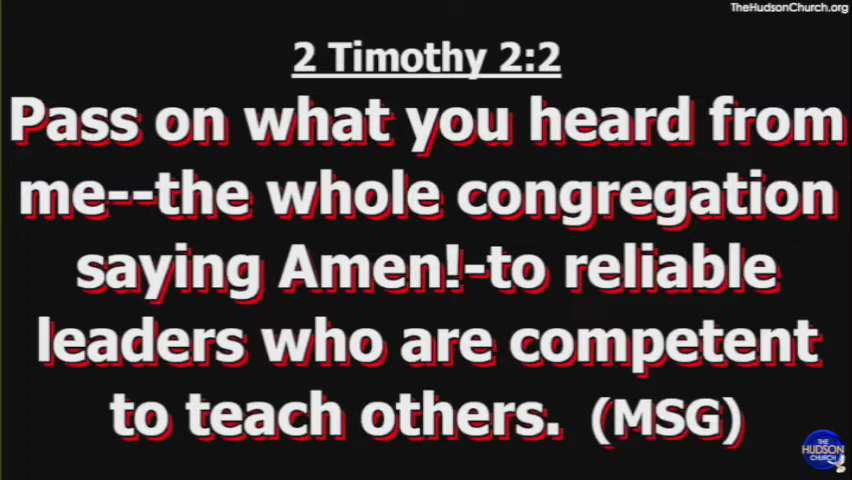 TheHudsonChurch.org
2 Timothy 2:2
Pass on what you heard from
me--the whole congregation
saying Amen!-to reliable
leaders who are competent
to teach others. (MSG)
THE
HUDSON
CHURCH